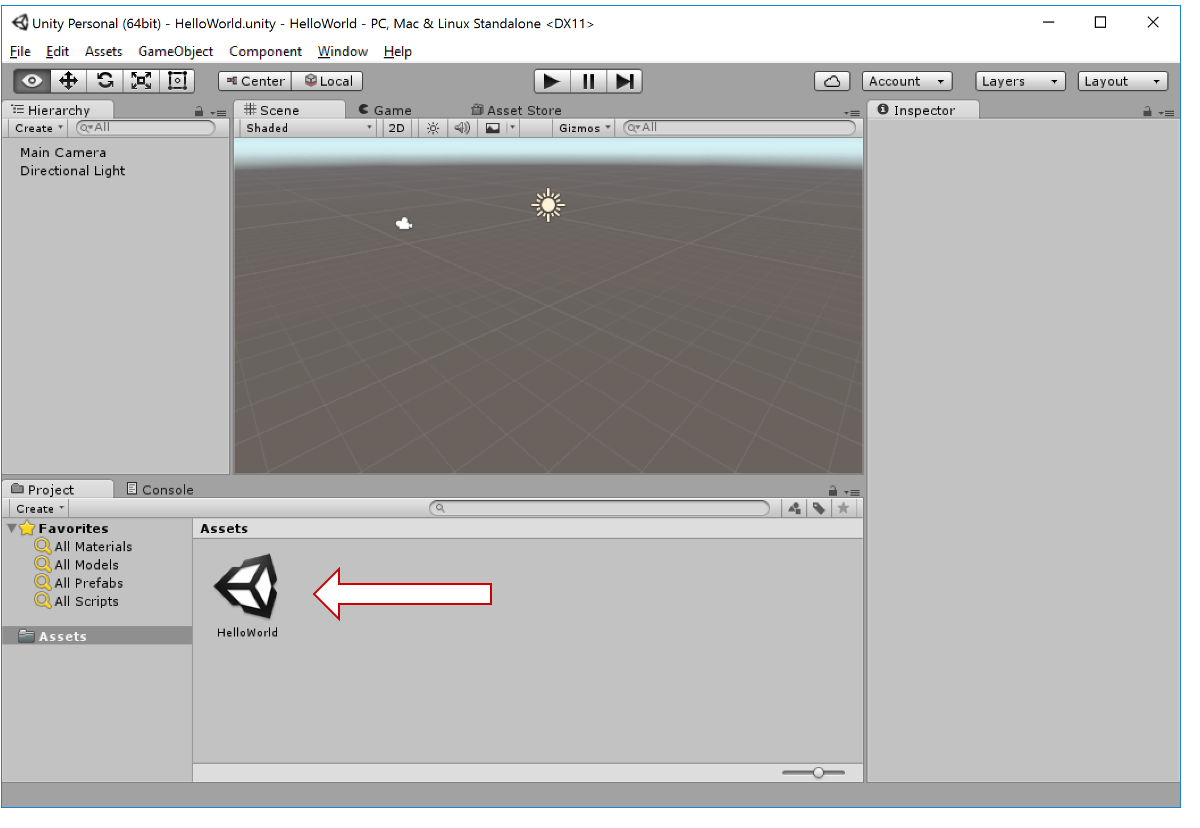 Unity Personal (64bit) - HelloWorld.unity - HelloWorld - PC, Mac & Linux Standalone <DX11>
File Edit Assets GameObject Component Window Help
Center Local Account Layers Layout
Hierarchy
Create All
Main Camera
Directional Light
Scene Game Asset Store
Shaded 2D Gizmos All
Inspector
Project Console
Create
Favorites
All Materials
All Models
All Prefabs
All Scripts
Assets
Assets
HelloWorld